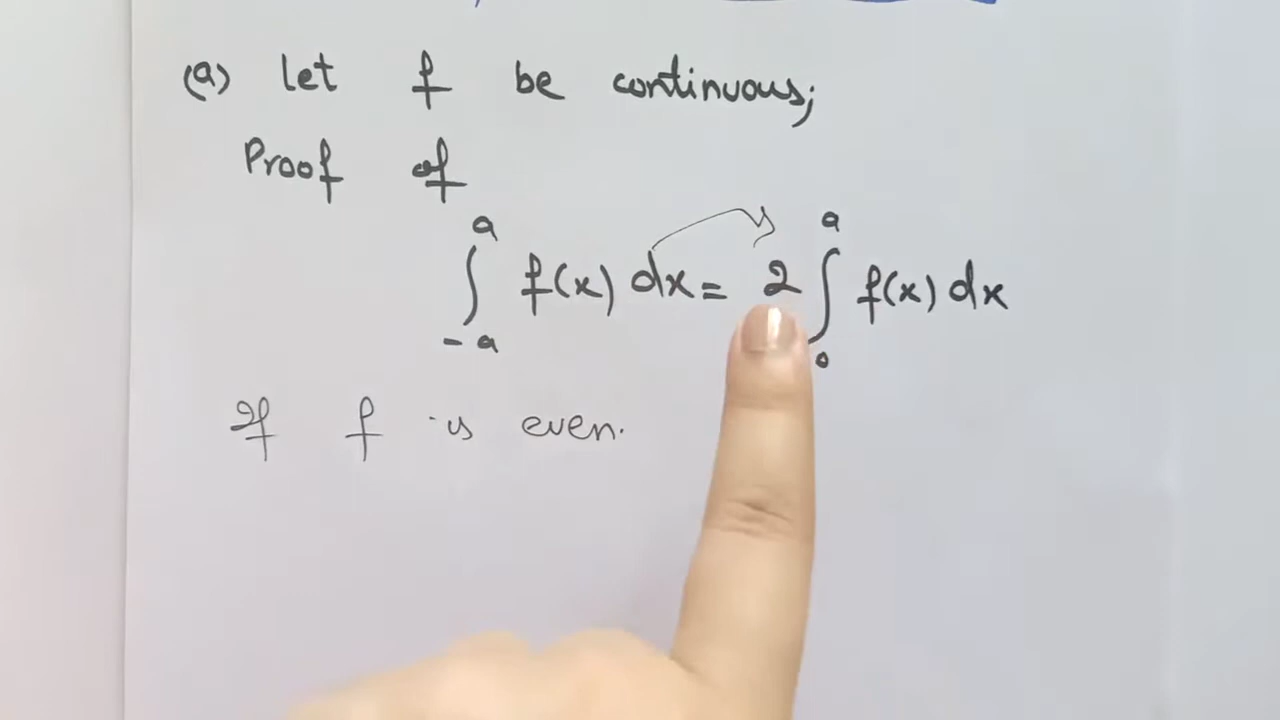 (a) let f be continuous;
Proof of
∫_{-a}^{a} f(x) dx = 2 ∫_{0}^{a} f(x) dx
If f is even.